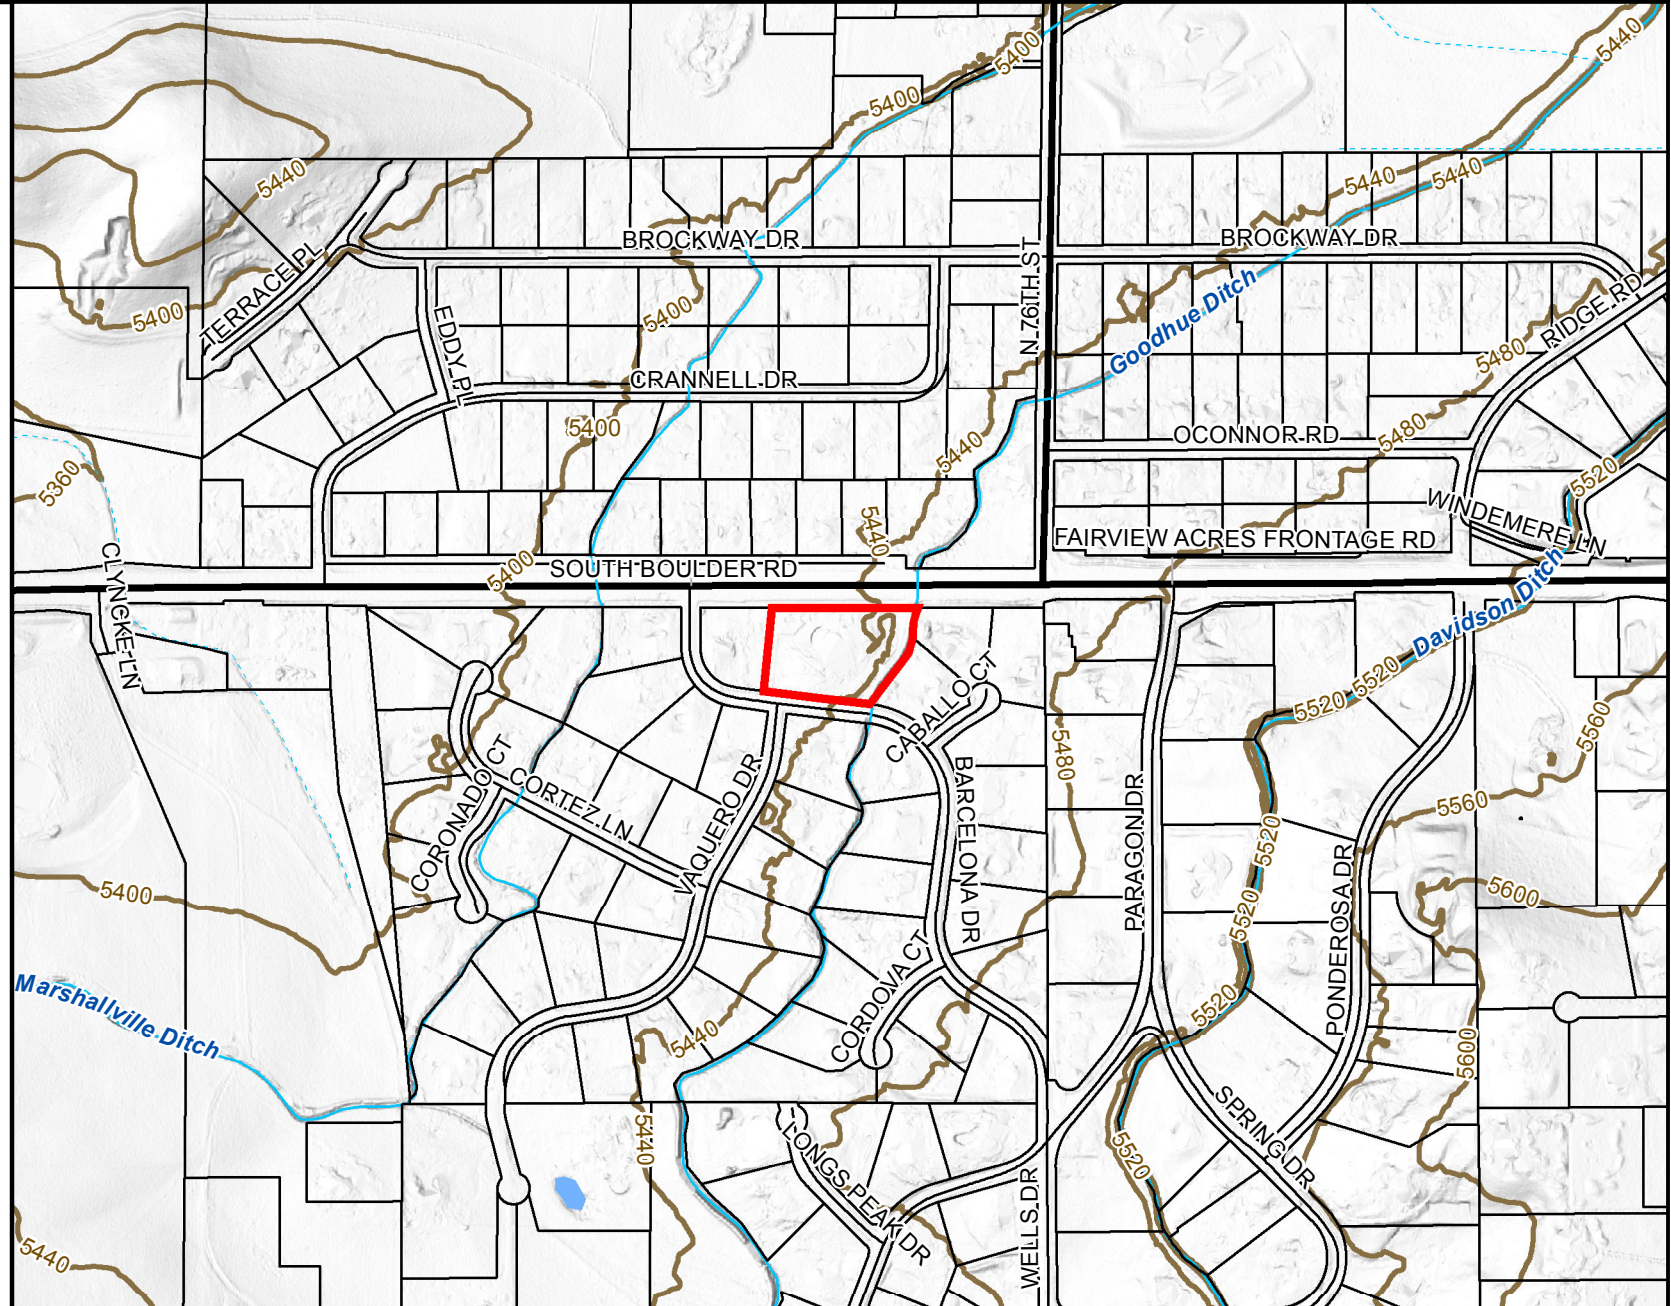 5400
5440
5400
5440
5440
5440
BROCKWAY DR
BROCKWAY DR
TERRACE PL
N 76TH ST
Goodhue Ditch
RIDGE RD
5400
EDDY PL
5400
5480
CRANNELL DR
5400
5440
OCONNOR RD
5480
5360
5520
WINDEMERE LN
5440
FAIRVIEW ACRES FRONTAGE RD
5400
SOUTH BOULDER RD
CLYNCKE LN
Davidson Ditch
CABALLO CT
5520
5520
5560
5480
CORONADO CT
CORTEZ LN
VAQUERO DR
BARCELONA DR
PARAGON DR
5560
5520
PONDEROSA DR
5400
5600
5520
CORDOVA CT
Marshallville Ditch
5520
5440
5600
5440
LONGS PEAK DR
5520
SPRING DR
WELLS DR
5440